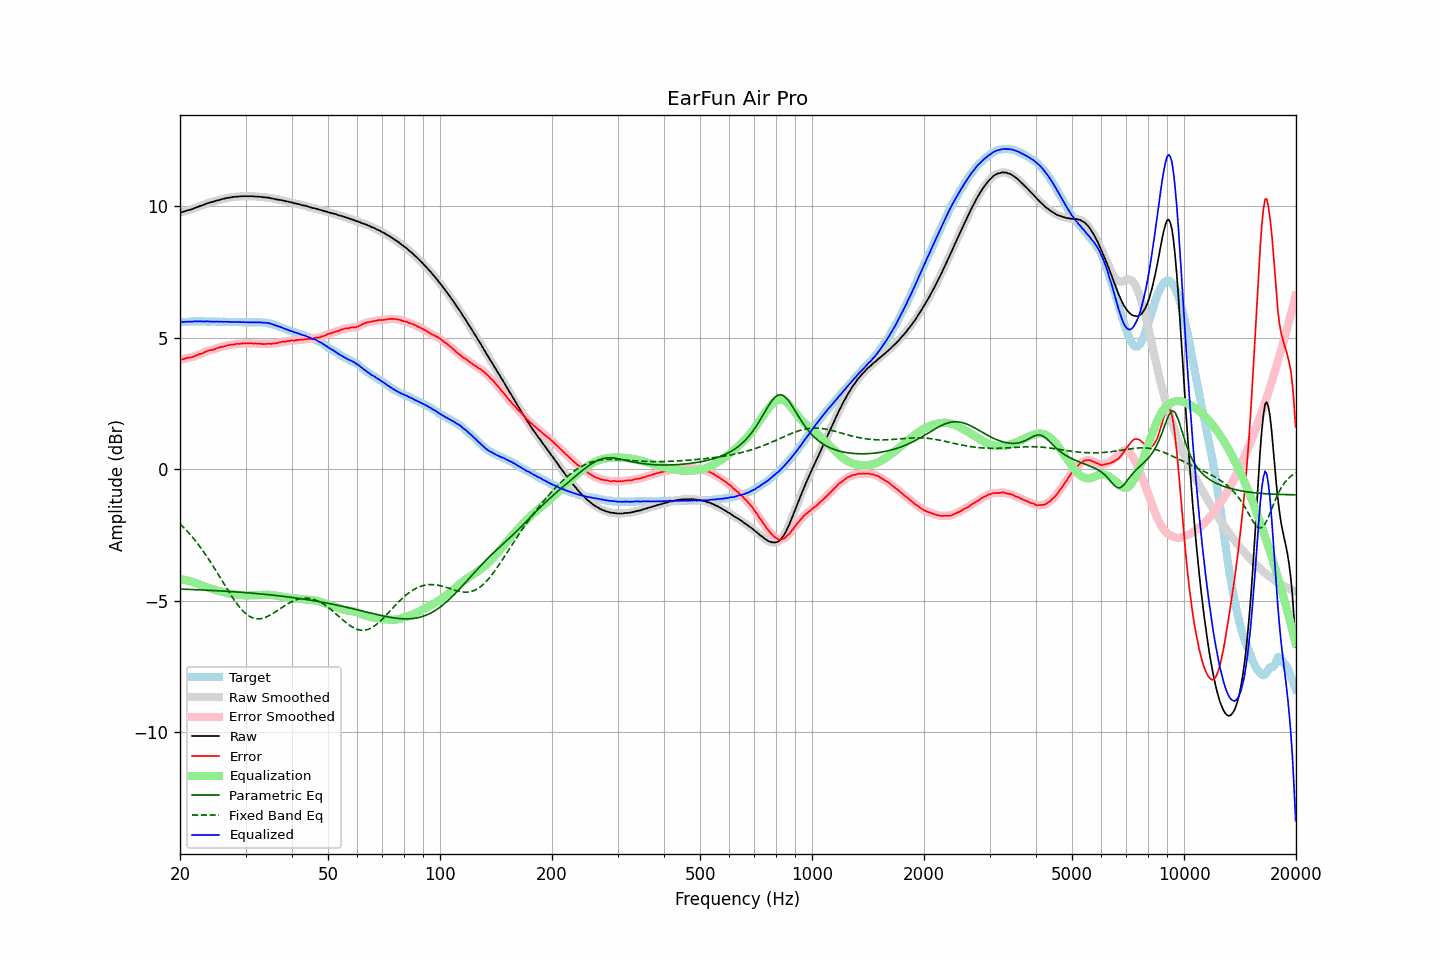 EarFun Air Pro
Amplitude (dBr)
10
5
0
−5
−10
Target
Raw Smoothed
Error Smoothed
Raw
Error
Equalization
Parametric Eq
Fixed Band Eq
Equalized
20
50
100
200
500
1000
2000
5000
10000
20000
Frequency (Hz)